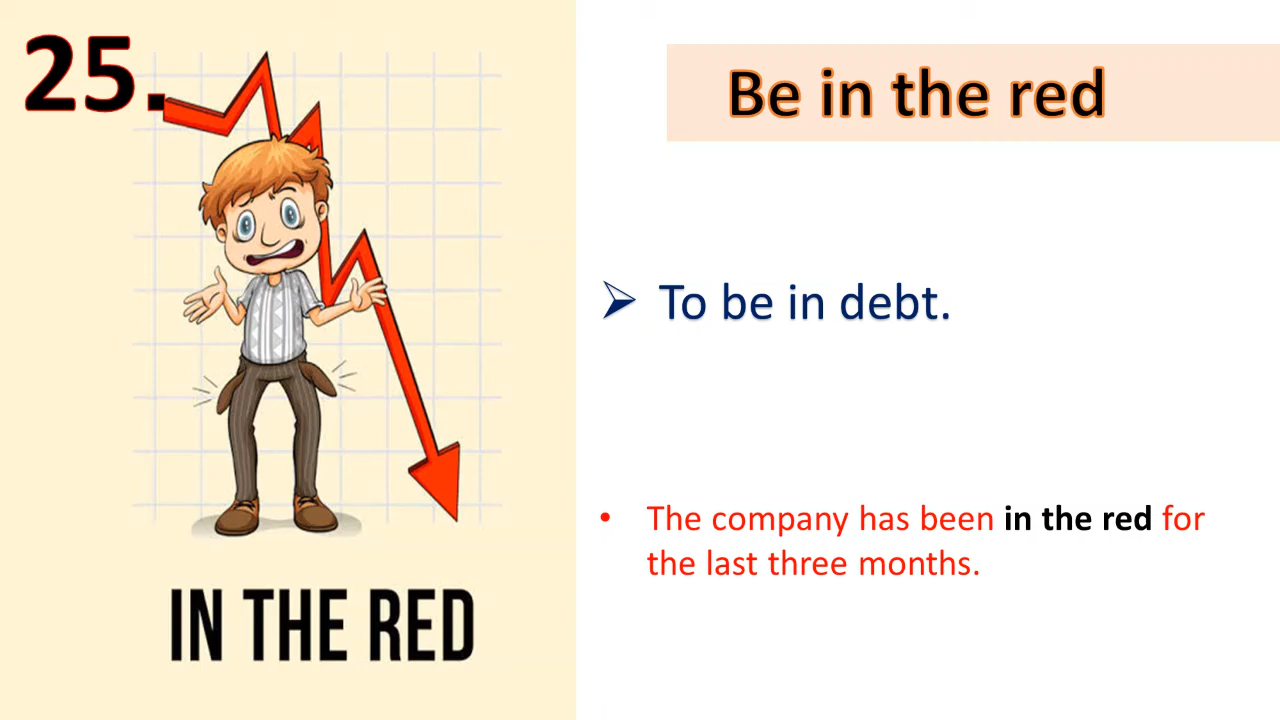 25.
IN THE RED
Be in the red
➢ To be in debt.
• The company has been in the red for
the last three months.